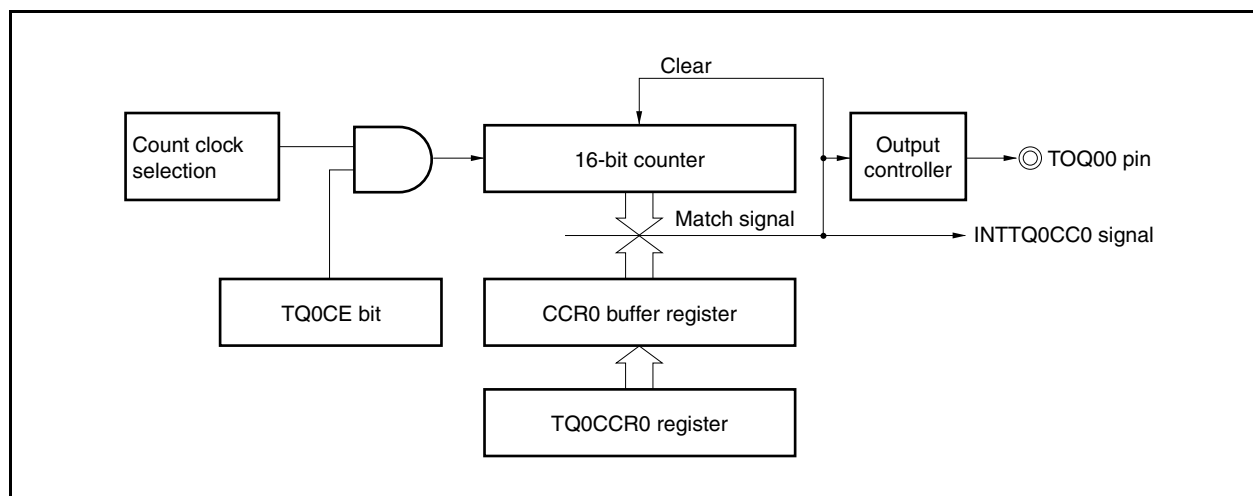 Clear
Count clock
selection
16-bit counter
Output
controller
TOQ00 pin
Match signal
INTTQ0CC0 signal
TQ0CE bit
CCR0 buffer register
TQ0CCR0 register